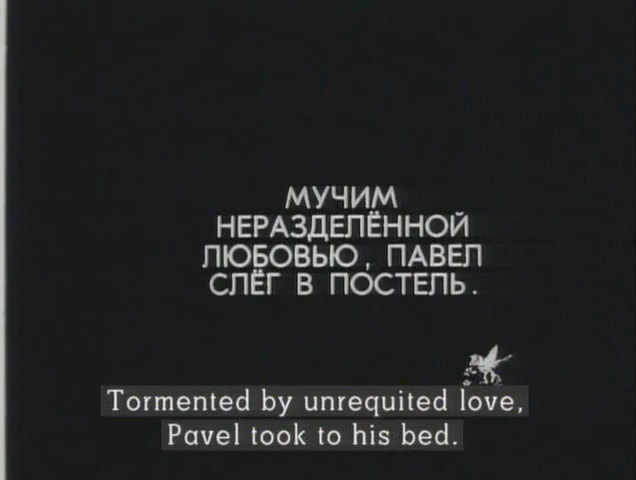 МУЧИМ
НЕРАЗДЕЛЁННОЙ
ЛЮБОВЬЮ, ПАВЕЛ
СЛЁГ В ПОСТЕЛЬ.
Tormented by unrequited love,
Pavel took to his bed.